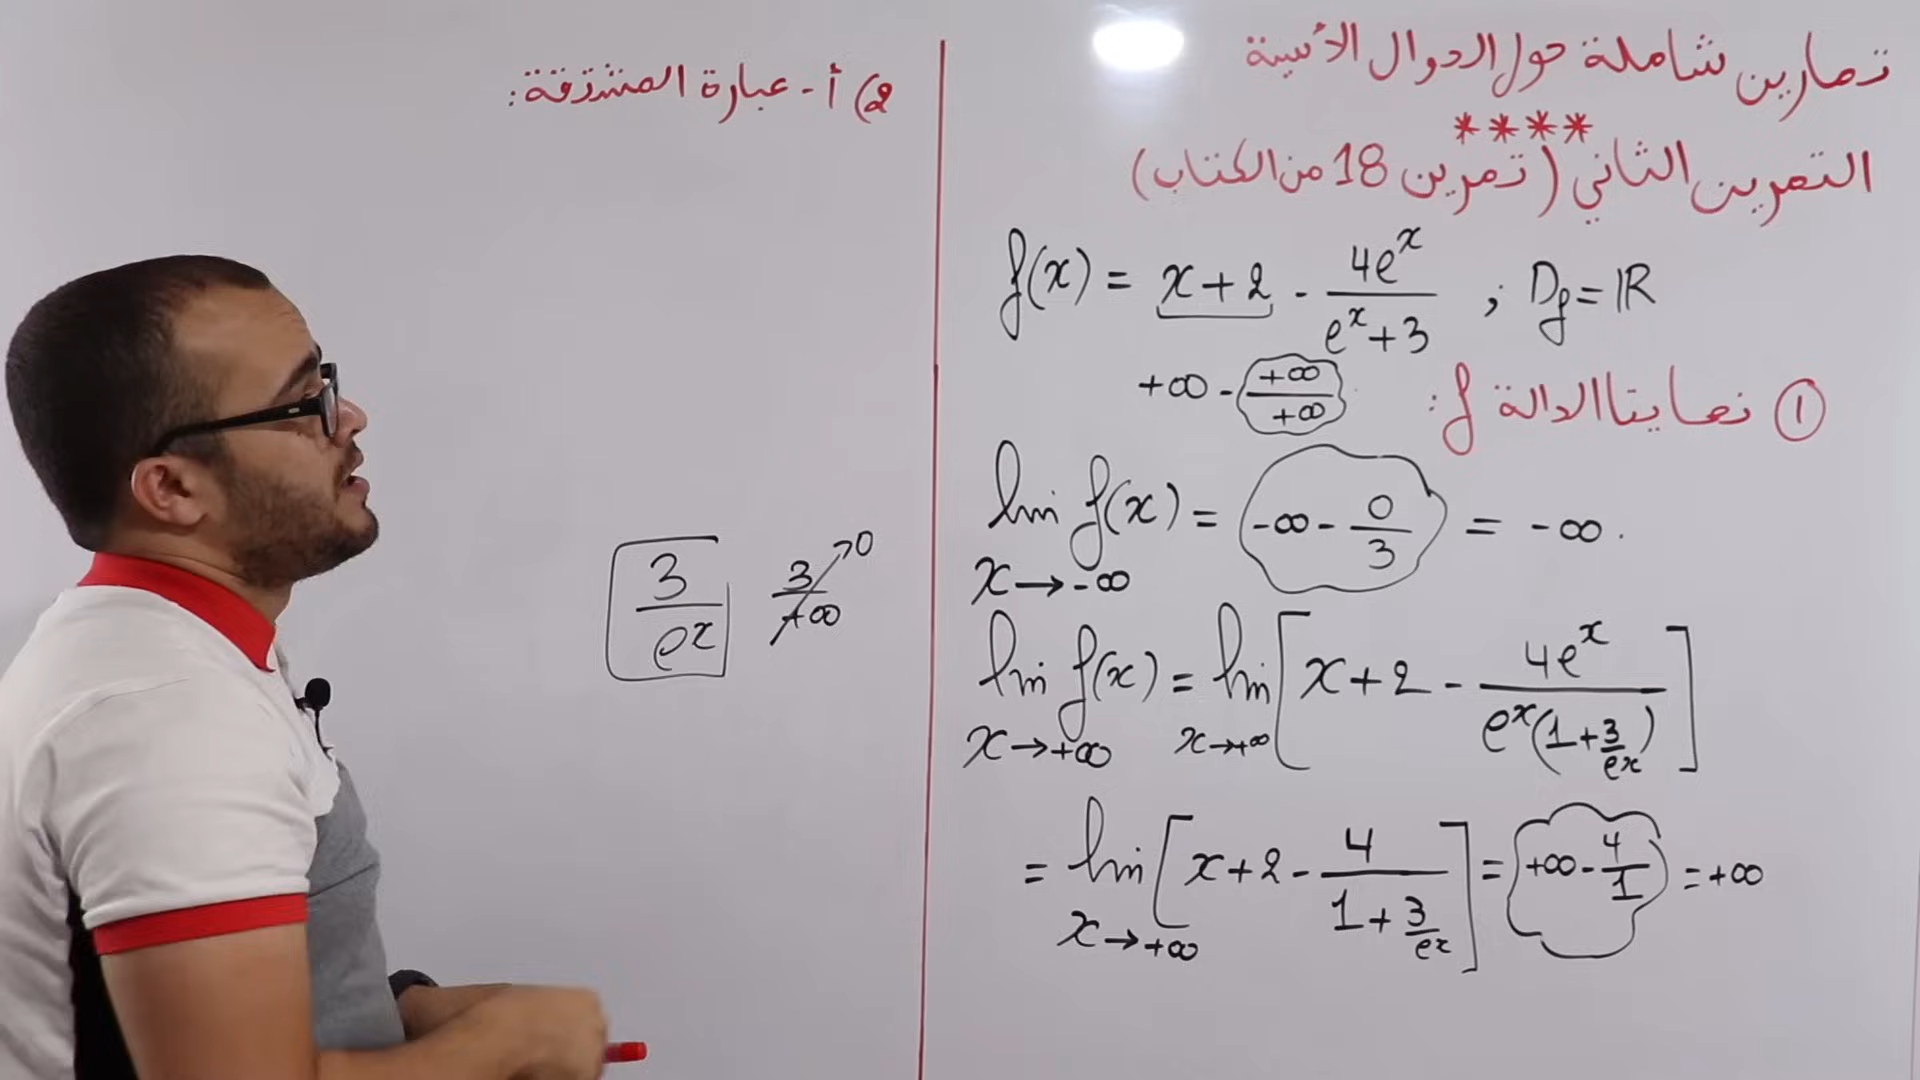 تمارين شاملة حول الدوال الأسية
****
التمرين الثاني (تمرين 18 من الكتاب)
f(x) = x+2 - 4e^x/(e^x+3) ; Df = ℝ
+∞ - +∞/+∞
① نهايتا الدالة f:
lim f(x) = -∞ - 0/3 = -∞.
x→-∞
lim f(x) = lim [x+2 - 4e^x/(e^x(1+3/e^x))]
x→+∞ x→+∞
= lim [x+2 - 4/(1+3/e^x)] = +∞ - 4/1 = +∞
x→+∞
2) أ- عبارة المشتقة:
3/e^x 3/+∞ → 0